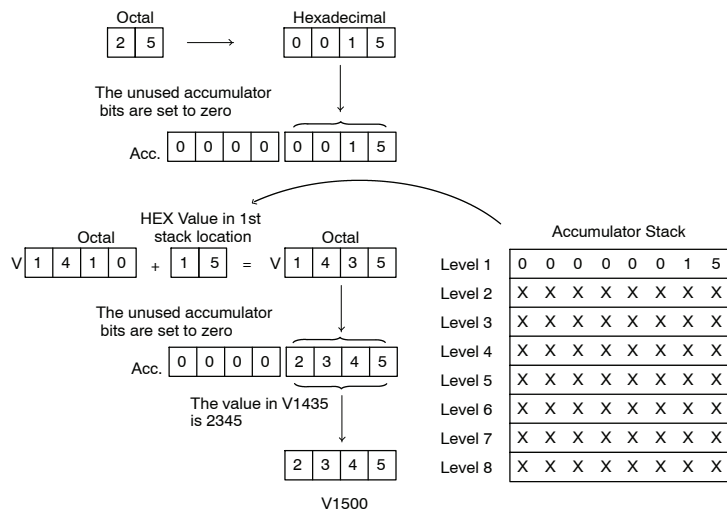 Octal
Hexadecimal
2 5
0 0 1 5
The unused accumulator
bits are set to zero
Acc. 0 0 0 0 0 0 1 5
HEX Value in 1st
stack location
Octal
Octal
V 1 4 1 0 + 1 5 = V 1 4 3 5
The unused accumulator
bits are set to zero
Acc. 0 0 0 0 2 3 4 5
The value in V1435
is 2345
2 3 4 5
V1500
Accumulator Stack
Level 1 0 0 0 0 0 0 1 5
Level 2 X X X X X X X X
Level 3 X X X X X X X X
Level 4 X X X X X X X X
Level 5 X X X X X X X X
Level 6 X X X X X X X X
Level 7 X X X X X X X X
Level 8 X X X X X X X X